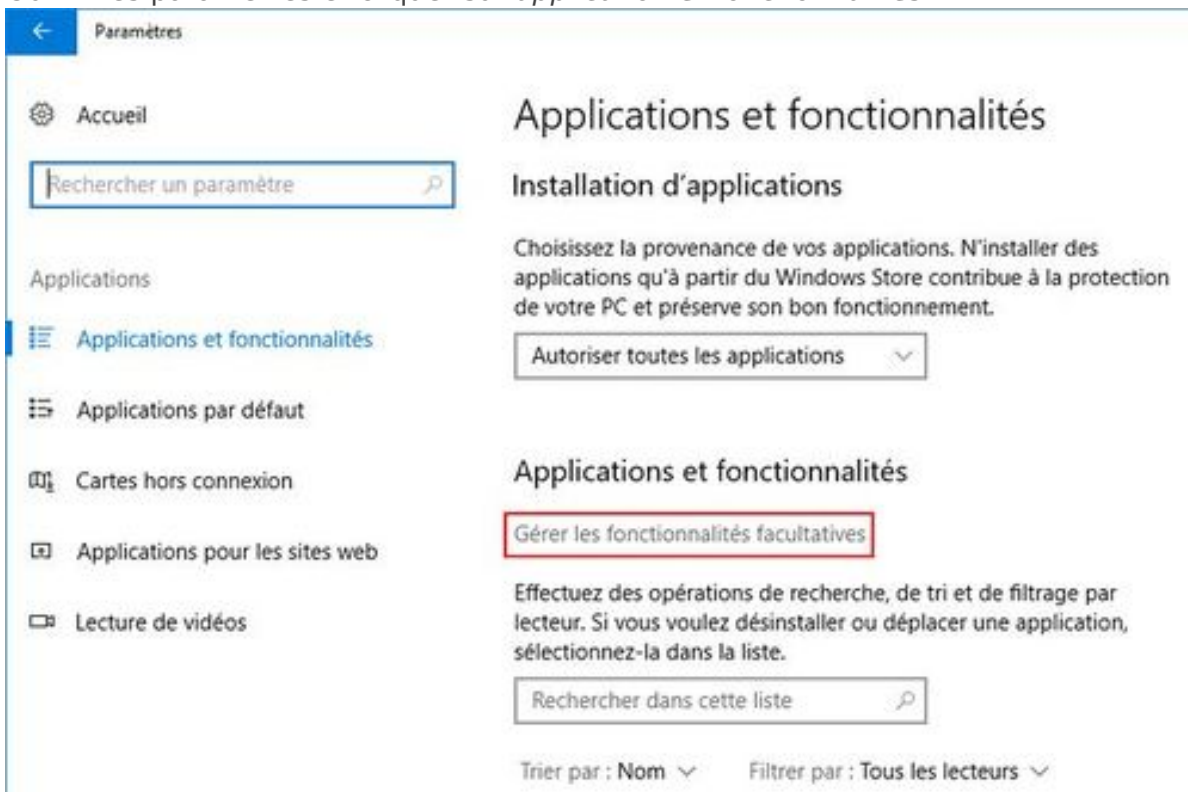 Paramètres
Accueil
Rechercher un paramètre
Applications
Applications et fonctionnalités
Applications par défaut
Cartes hors connexion
Applications pour les sites web
Lecture de vidéos
Applications et fonctionnalités
Installation d'applications
Choisissez la provenance de vos applications. N'installer des
applications qu'à partir du Windows Store contribue à la protection
de votre PC et préserve son bon fonctionnement.
Autoriser toutes les applications
Applications et fonctionnalités
Gérer les fonctionnalités facultatives
Effectuez des opérations de recherche, de tri et de filtrage par
lecteur. Si vous voulez désinstaller ou déplacer une application,
sélectionnez-la dans la liste.
Rechercher dans cette liste
Trier par : Nom
Filtrer par : Tous les lecteurs